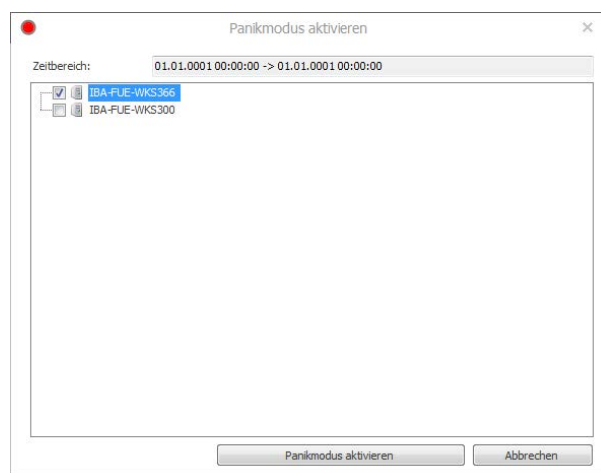 Panikmodus aktivieren
Zeitbereich: 01.01.0001 00:00:00 -> 01.01.0001 00:00:00
IBA-FUE-WKS366
IBA-FUE-WKS300
Panikmodus aktivieren Abbrechen